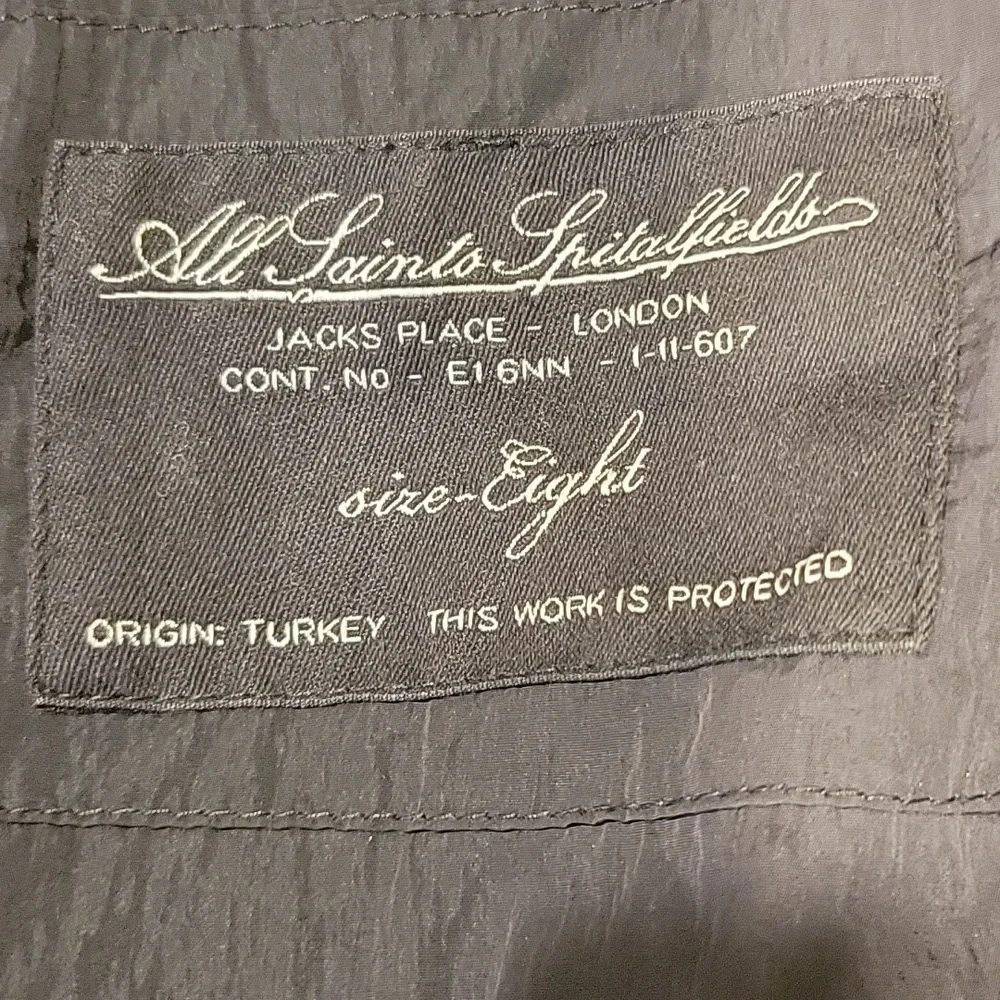 All Saints Spitalfields
JACKS PLACE - LONDON
CONT. No - E1 6NN - 1-11-607
size-Eight
ORIGIN: TURKEY THIS WORK IS PROTECTED